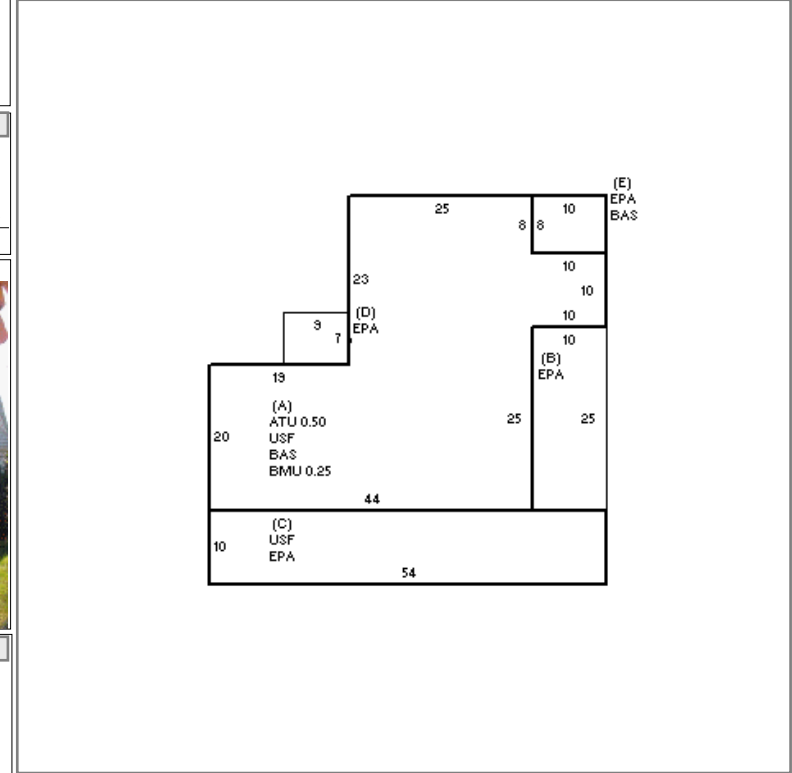 (E)
EPA
BAS
25
10
8
8
10
10
10
23
(D)
EPA
9
7
10
(B)
EPA
19
(A)
ATU 0.50
USF
BAS
BMU 0.25
20
25
25
44
(C)
USF
EPA
10
54